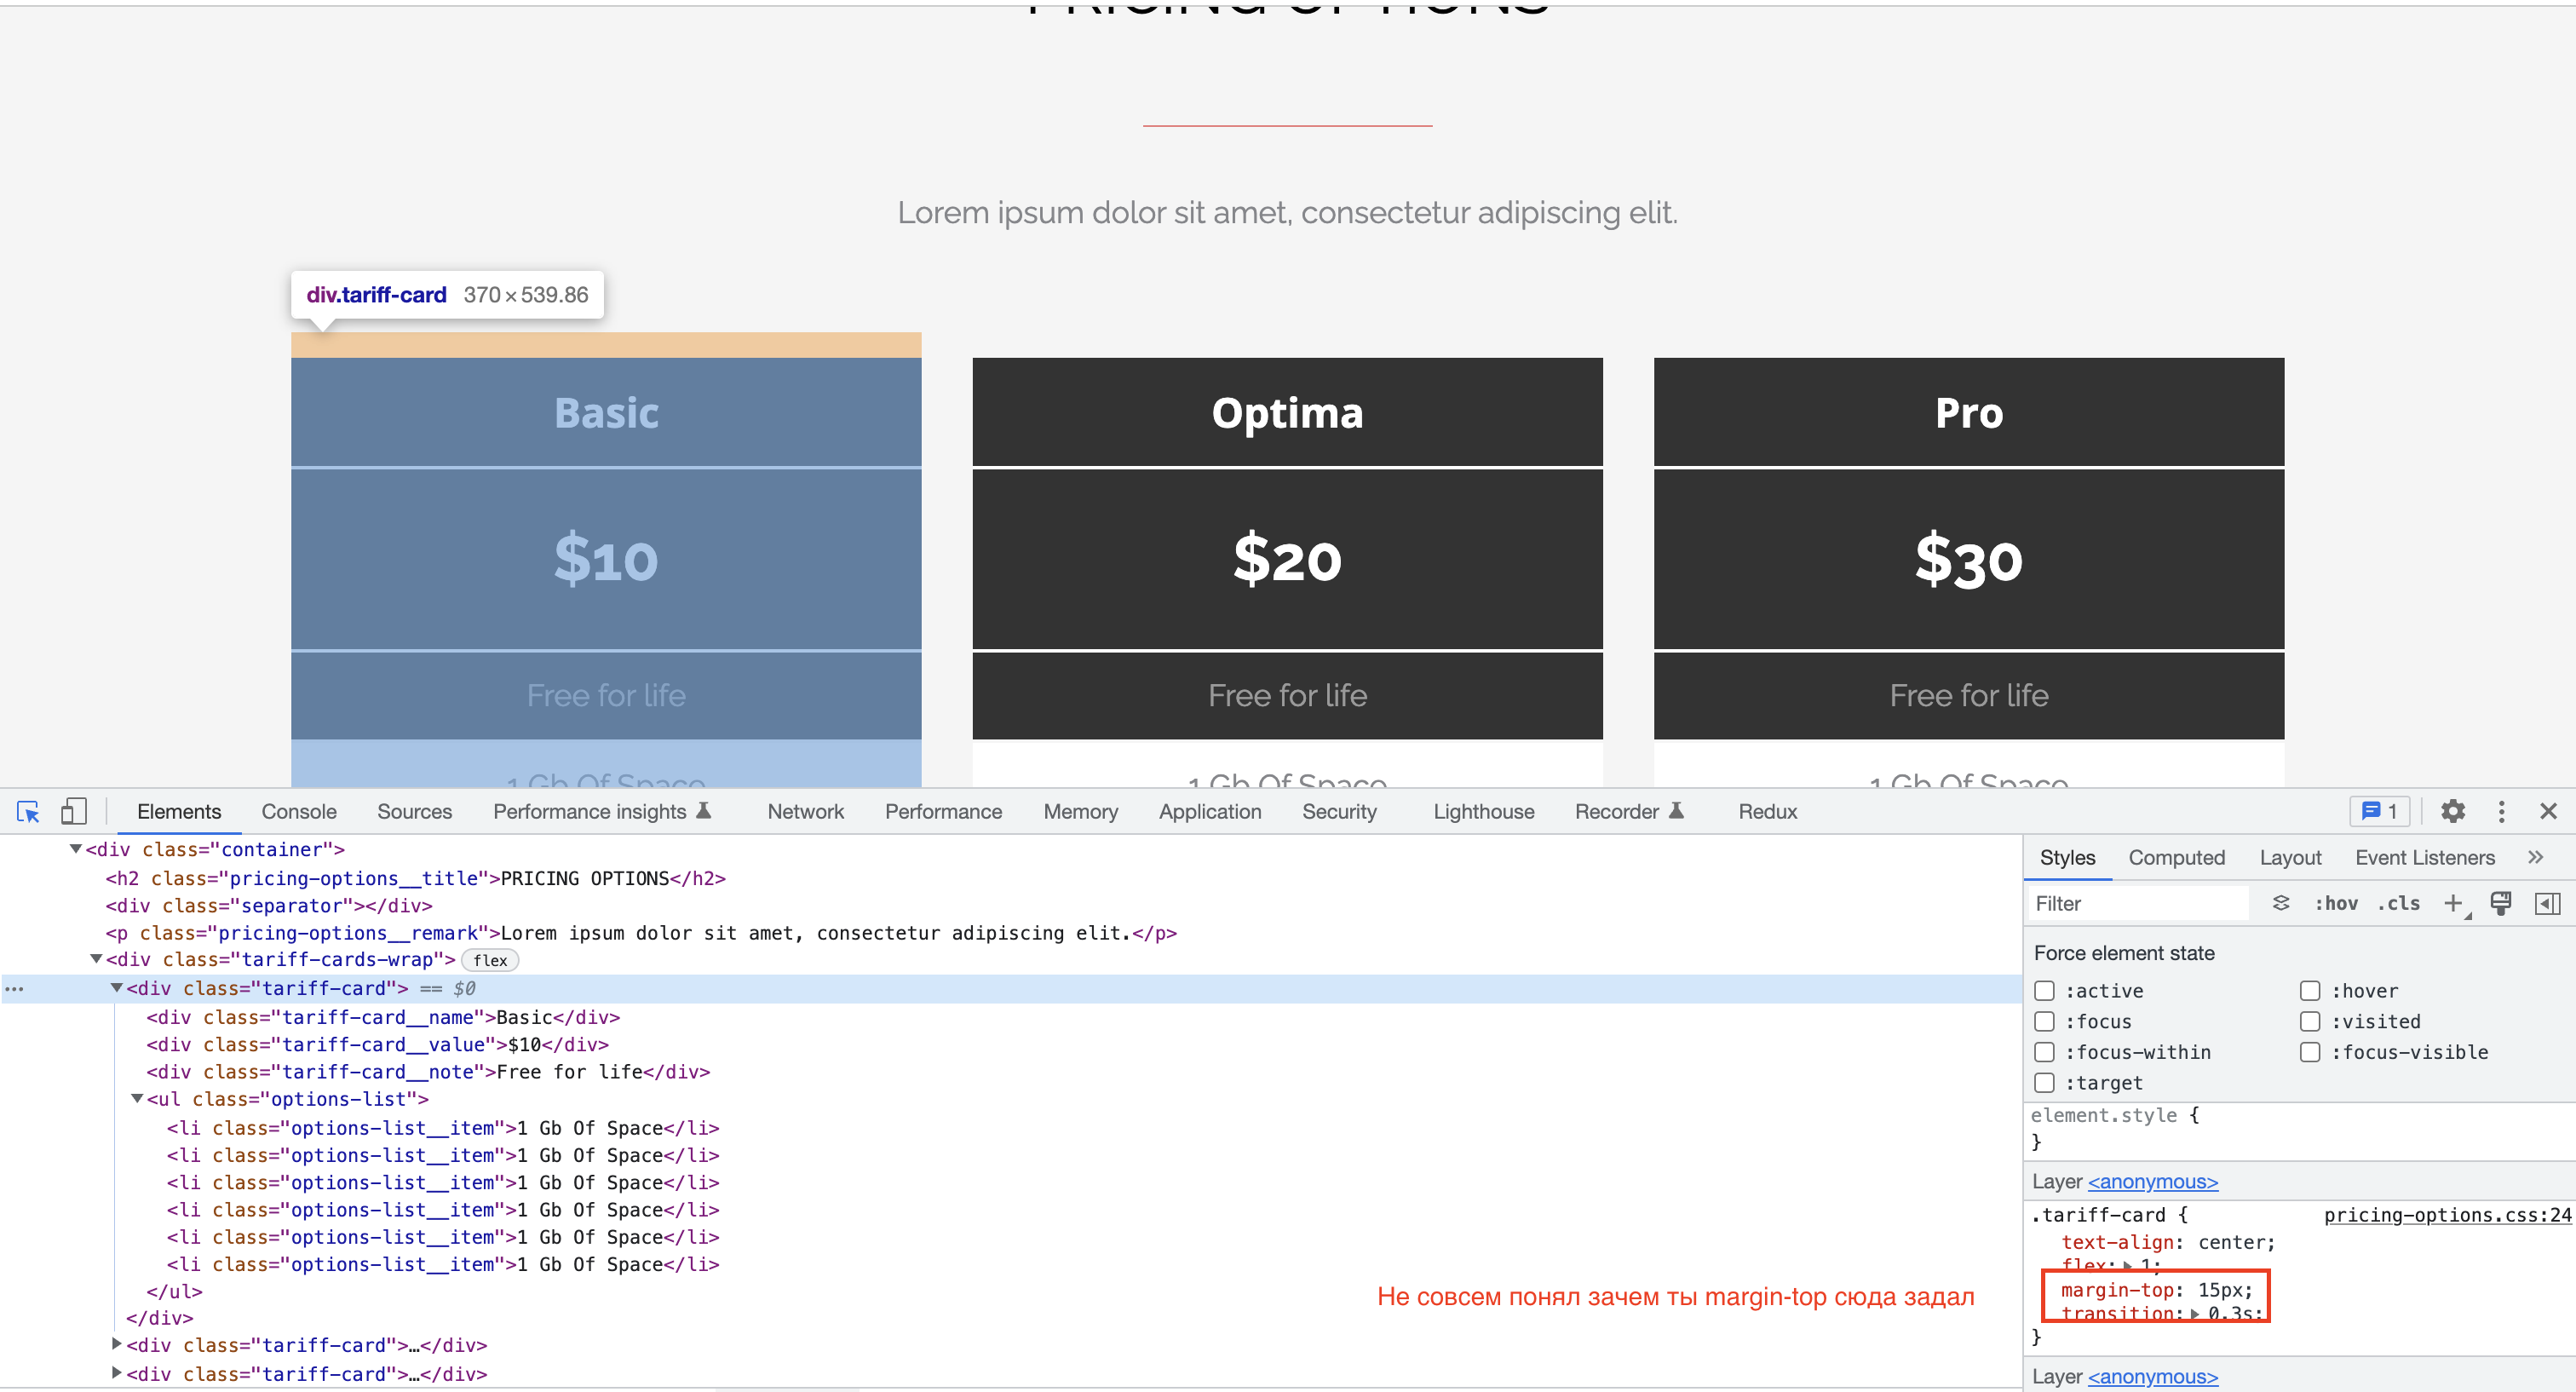 PRICING OPTIONS
Lorem ipsum dolor sit amet, consectetur adipiscing elit.
div.tariff-card 370×539.86
Basic Optima Pro
$10 $20 $30
Free for life Free for life Free for life
1 Gb Of Space 1 Gb Of Space 1 Gb Of Space
Elements Console Sources Performance insights Network Performance Memory Application Security Lighthouse Recorder Redux 1
<div class="container">
<h2 class="pricing-options__title">PRICING OPTIONS</h2>
<div class="separator"></div>
<p class="pricing-options__remark">Lorem ipsum dolor sit amet, consectetur adipiscing elit.</p>
<div class="tariff-cards-wrap"> flex
<div class="tariff-card"> == $0
<div class="tariff-card__name">Basic</div>
<div class="tariff-card__value">$10</div>
<div class="tariff-card__note">Free for life</div>
<ul class="options-list">
<li class="options-list__item">1 Gb Of Space</li>
<li class="options-list__item">1 Gb Of Space</li>
<li class="options-list__item">1 Gb Of Space</li>
<li class="options-list__item">1 Gb Of Space</li>
<li class="options-list__item">1 Gb Of Space</li>
<li class="options-list__item">1 Gb Of Space</li>
</ul>
</div>
<div class="tariff-card">…</div>
<div class="tariff-card">…</div>
Не совсем понял зачем ты margin-top сюда задал
Styles Computed Layout Event Listeners »
Filter :hov .cls
Force element state
:active :hover
:focus :visited
:focus-within :focus-visible
:target
element.style {
}
Layer <anonymous>
.tariff-card { pricing-options.css:24
text-align: center;
flex: 1;
margin-top: 15px;
transition: 0.3s;
}
Layer <anonymous>